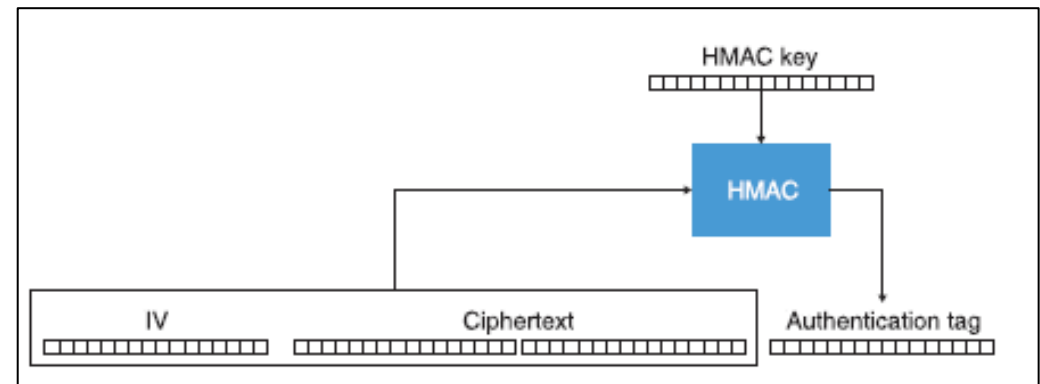 HMAC key
HMAC
IV
Ciphertext
Authentication tag